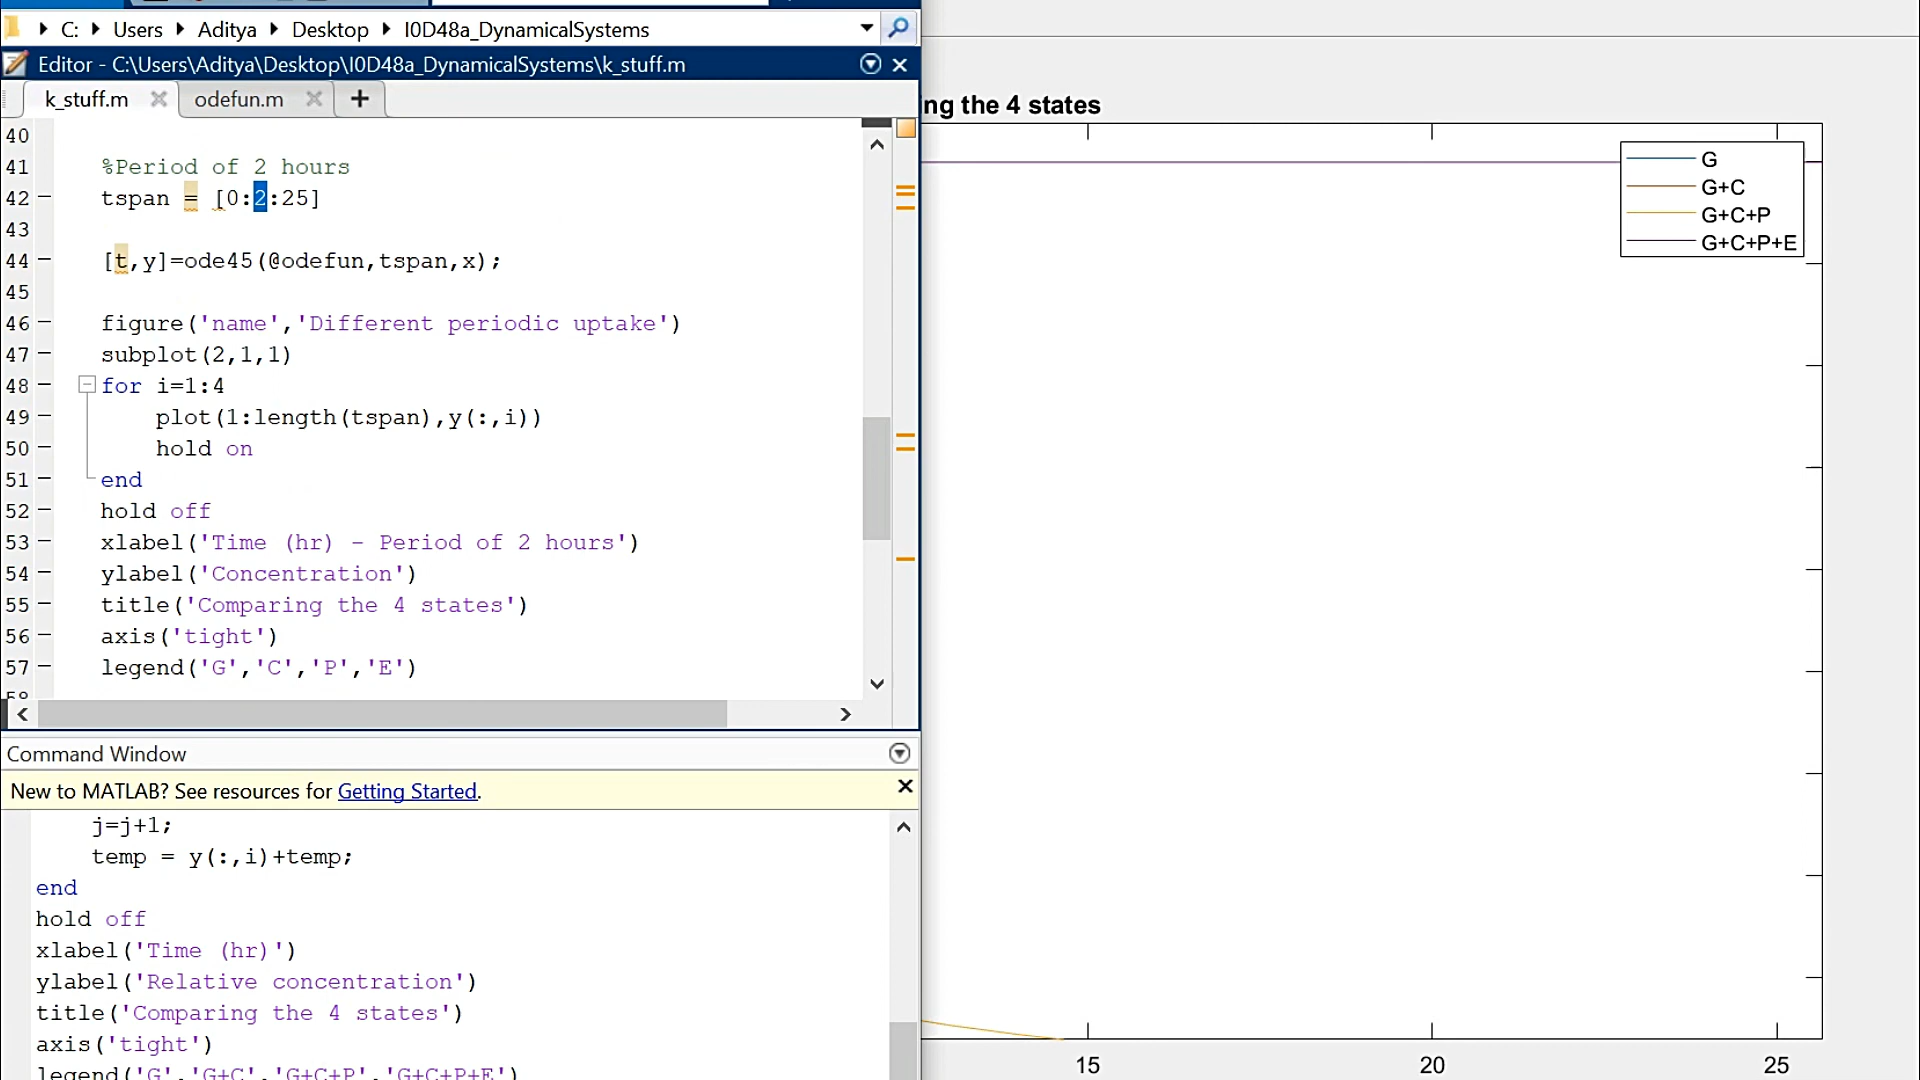 C: Users Aditya Desktop I0D48a_DynamicalSystems
Editor - C:\Users\Aditya\Desktop\I0D48a_DynamicalSystems\k_stuff.m
k_stuff.m odefun.m +
40
41 %Period of 2 hours
42 - tspan = [0:2:25]
43
44 - [t,y]=ode45(@odefun,tspan,x);
45
46 - figure('name','Different periodic uptake')
47 - subplot(2,1,1)
48 - for i=1:4
49 - plot(1:length(tspan),y(:,i))
50 - hold on
51 - end
52 - hold off
53 - xlabel('Time (hr) - Period of 2 hours')
54 - ylabel('Concentration')
55 - title('Comparing the 4 states')
56 - axis('tight')
57 - legend('G','C','P','E')
58
Command Window
New to MATLAB? See resources for Getting Started.
j=j+1;
temp = y(:,i)+temp;
end
hold off
xlabel('Time (hr)')
ylabel('Relative concentration')
title('Comparing the 4 states')
axis('tight')
legend('G','G+C','G+C+P','G+C+P+E')
ng the 4 states
G
G+C
G+C+P
G+C+P+E
15 20 25